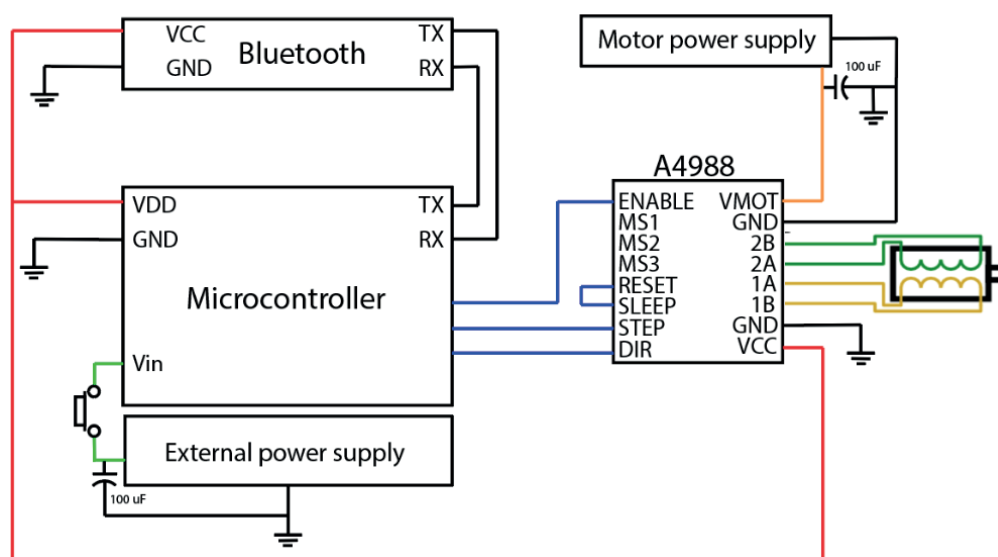 VCC
GND
Bluetooth
TX
RX
Motor power supply
100 uF
VDD
GND
TX
RX
Microcontroller
Vin
External power supply
100 uF
A4988
ENABLE
MS1
MS2
MS3
RESET
SLEEP
STEP
DIR
VMOT
GND
2B
2A
1A
1B
GND
VCC